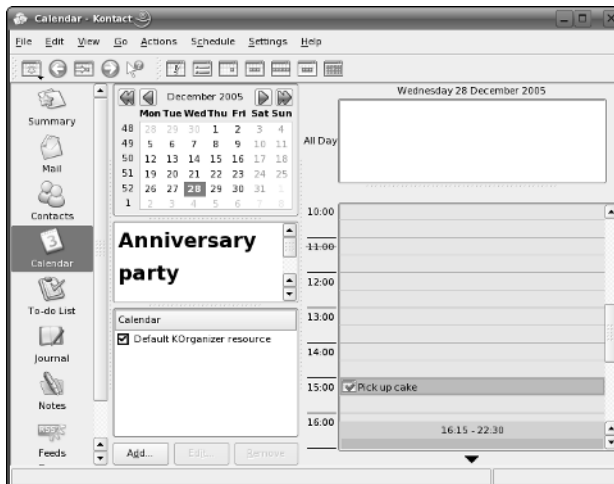 Calendar - Kontact
File Edit View Go Actions Schedule Settings Help
Summary
Mail
Contacts
3
Calendar
To-do List
Journal
Notes
RSS
Feeds
December 2005
Mon Tue Wed Thu Fri Sat Sun
48 28 29 30 1 2 3 4
49 5 6 7 8 9 10 11
50 12 13 14 15 16 17 18
51 19 20 21 22 23 24 25
52 26 27 28 29 30 31 1
1 2 3 4 5 6 7 8
Anniversary
party
Calendar
Default KOrganizer resource
Add... Edit... Remove
Wednesday 28 December 2005
All Day
10:00
11:00
12:00
13:00
14:00
15:00 Pick up cake
16:00
16:15 - 22:30